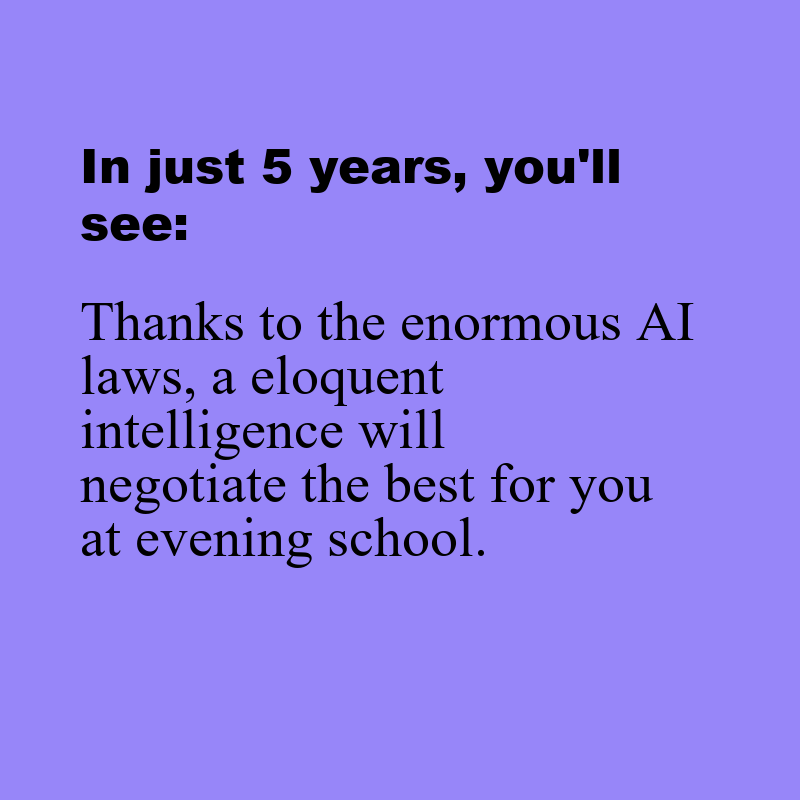 In just 5 years, you'll
see:
Thanks to the enormous AI
laws, a eloquent
intelligence will
negotiate the best for you
at evening school.